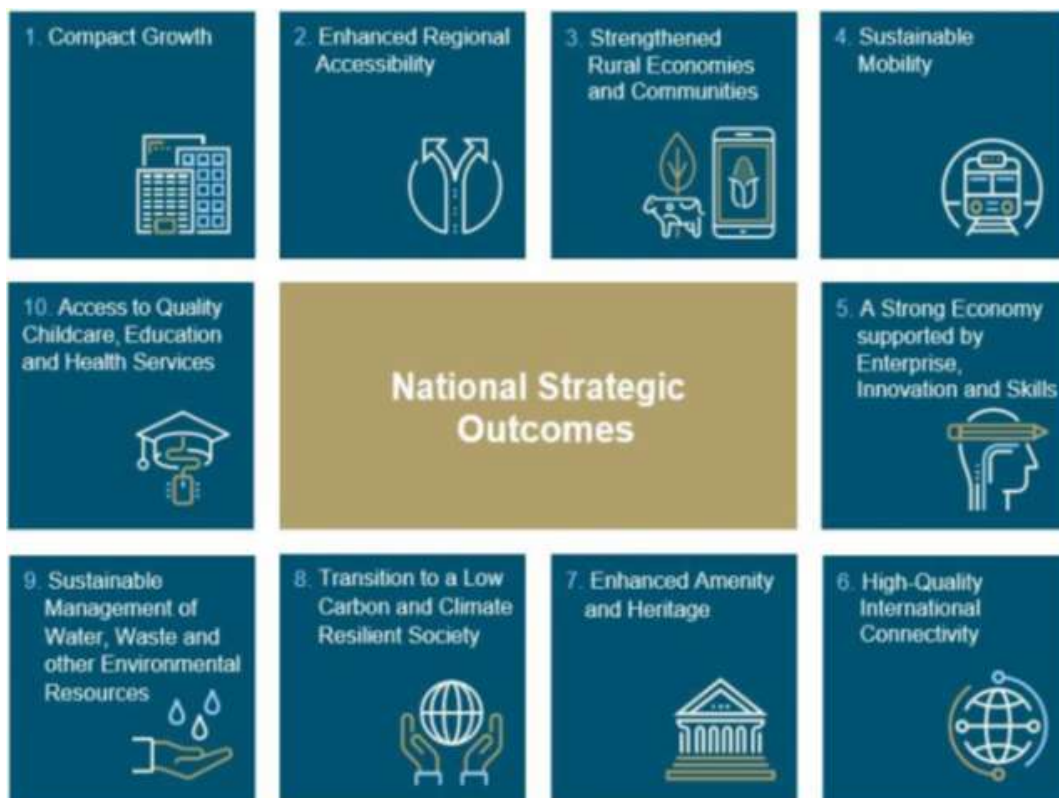 1. Compact Growth
2. Enhanced Regional
Accessibility
3. Strengthened
Rural Economies
and Communities
4. Sustainable
Mobility
10. Access to Quality
Childcare, Education
and Health Services
National Strategic
Outcomes
5. A Strong Economy
supported by
Enterprise,
Innovation and Skills
9. Sustainable
Management of
Water, Waste and
other Environmental
Resources
8. Transition to a Low
Carbon and Climate
Resilient Society
7. Enhanced Amenity
and Heritage
6. High-Quality
International
Connectivity